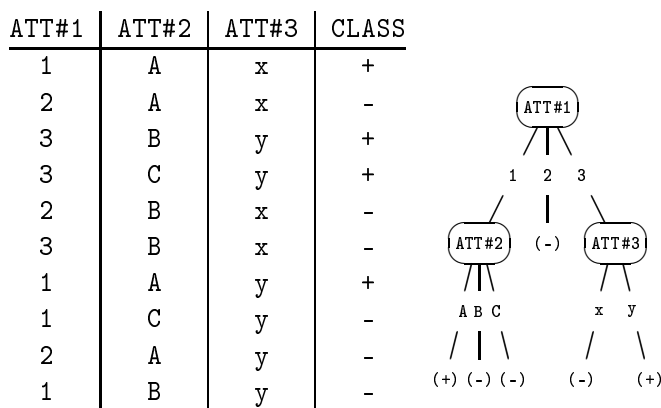 ATT#1 ATT#2 ATT#3 CLASS
1 A x +
2 A x -
3 B y +
3 C y +
2 B x -
3 B x -
1 A y +
1 C y -
2 A y -
1 B y -
ATT#1
1 2 3
ATT#2 (-) ATT#3
A B C x y
(+) (-) (-) (-) (+)